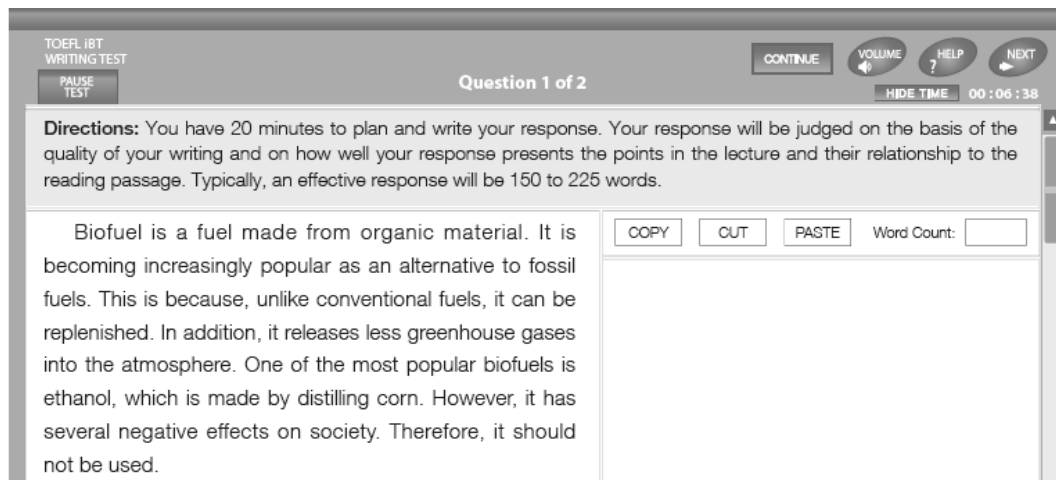 TOEFL iBT
WRITING TEST
PAUSE
TEST
Question 1 of 2
CONTINUE
VOLUME
HELP
?
NEXT
HIDE TIME
00:06:38
Directions: You have 20 minutes to plan and write your response. Your response will be judged on the basis of the
quality of your writing and on how well your response presents the points in the lecture and their relationship to the
reading passage. Typically, an effective response will be 150 to 225 words.
Biofuel is a fuel made from organic material. It is
becoming increasingly popular as an alternative to fossil
fuels. This is because, unlike conventional fuels, it can be
replenished. In addition, it releases less greenhouse gases
into the atmosphere. One of the most popular biofuels is
ethanol, which is made by distilling corn. However, it has
several negative effects on society. Therefore, it should
not be used.
COPY
CUT
PASTE
Word Count: